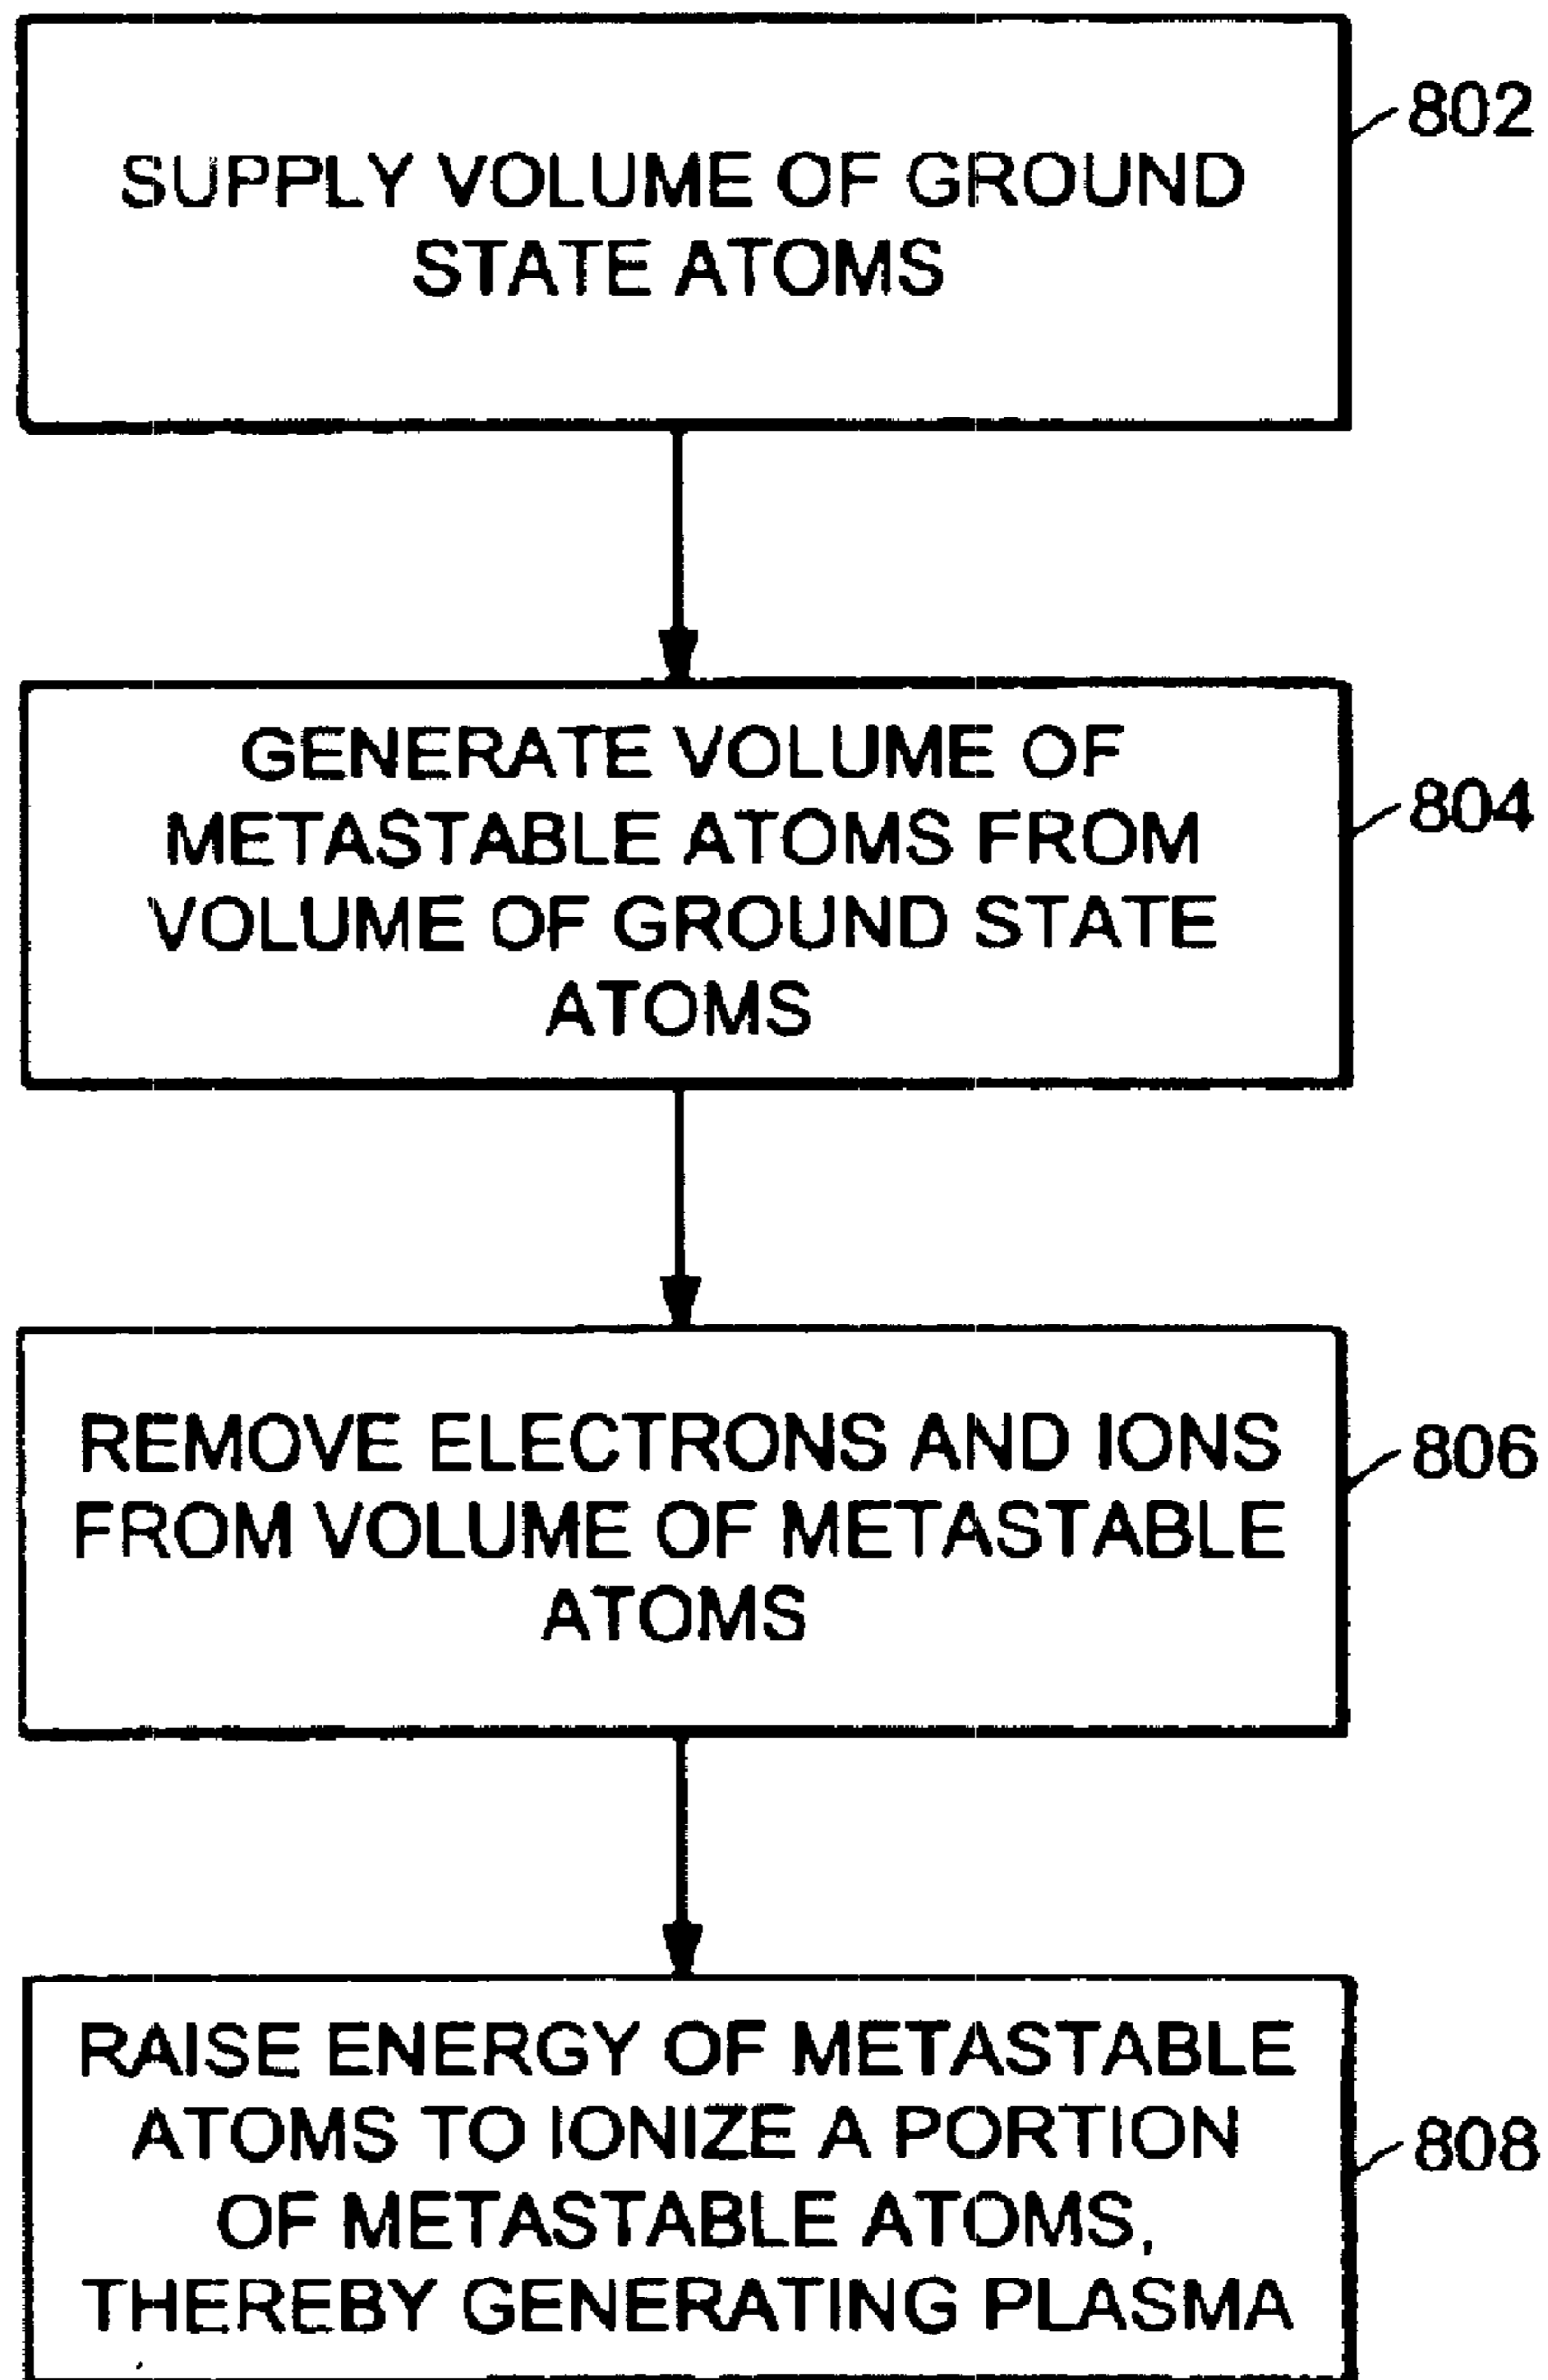 SUPPLY VOLUME OF GROUND
STATE ATOMS
802
GENERATE VOLUME OF
METASTABLE ATOMS FROM
VOLUME OF GROUND STATE
ATOMS
804
REMOVE ELECTRONS AND IONS
FROM VOLUME OF METASTABLE
ATOMS
806
RAISE ENERGY OF METASTABLE
ATOMS TO IONIZE A PORTION
OF METASTABLE ATOMS,
THEREBY GENERATING PLASMA
808